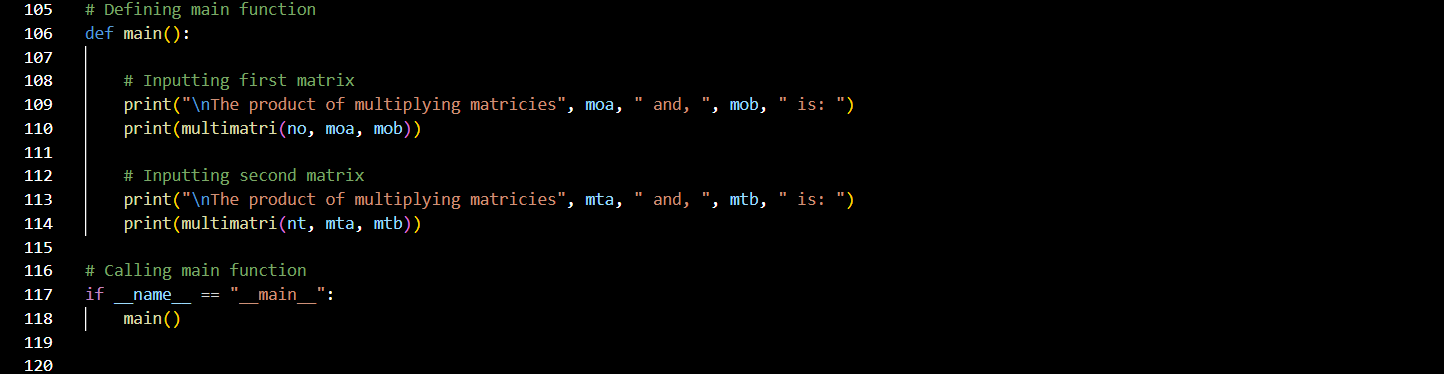 105 # Defining main function
106 def main():
107
108 # Inputting first matrix
109 print("\nThe product of multiplying matricies", moa, " and, ", mob, " is: ")
110 print(multimatri(no, moa, mob))
111
112 # Inputting second matrix
113 print("\nThe product of multiplying matricies", mta, " and, ", mtb, " is: ")
114 print(multimatri(nt, mta, mtb))
115
116 # Calling main function
117 if __name__ == "__main__":
118 main()
119
120